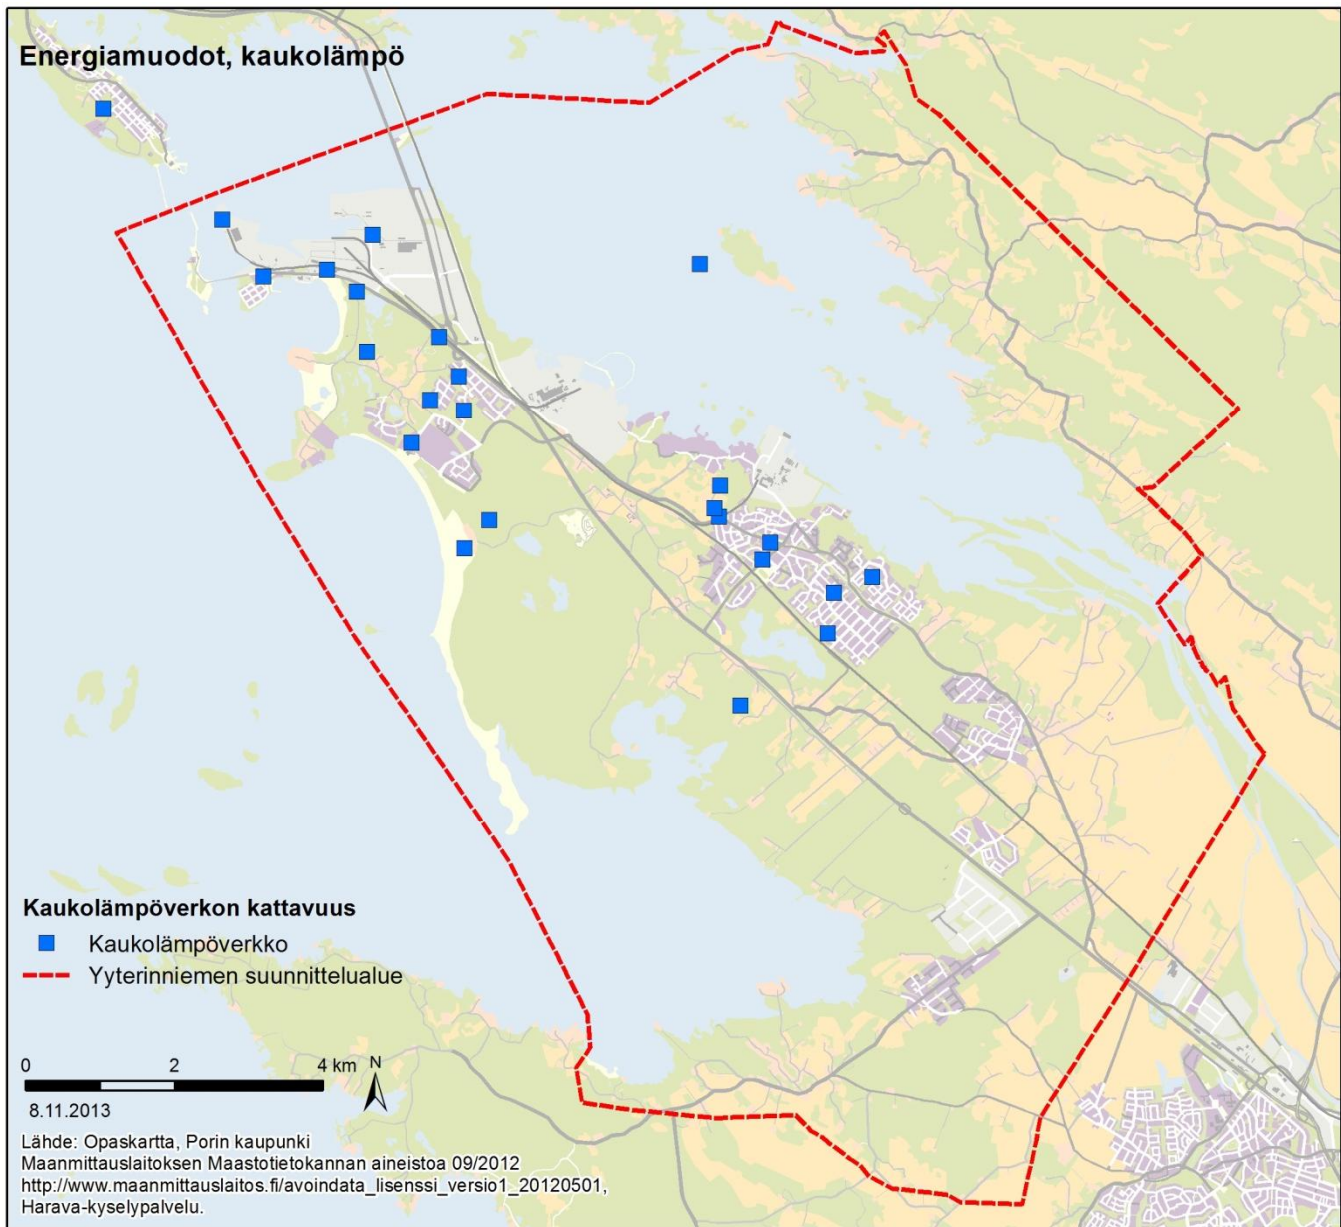 Energiamuodot, kaukolämpö
Kaukolämpöverkon kattavuus
Kaukolämpöverkko
Yyterinniemen suunnittelualue
0 2 4 km N
8.11.2013
Lähde: Opaskartta, Porin kaupunki
Maanmittauslaitoksen Maastotietokannan aineistoa 09/2012
http://www.maanmittauslaitos.fi/avoindata_lisenssi_versio1_20120501,
Harava-kyselypalvelu.